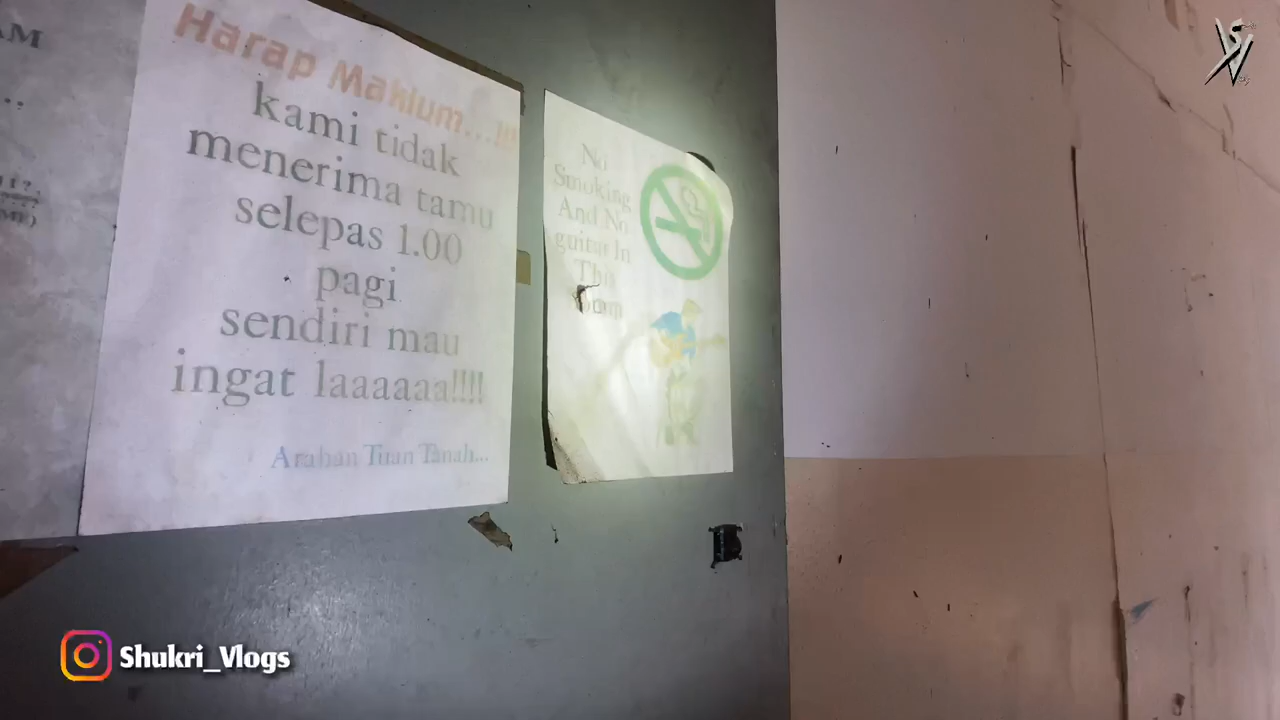 AM
Harap Maklum...!!!
kami tidak
menerima tamu
selepas 1.00
pagi
sendiri mau
ingat laaaaaa!!!!
Arahan Tuan Tanah...
No
Smoking
And No
guitar In
This
Shukri_Vlogs